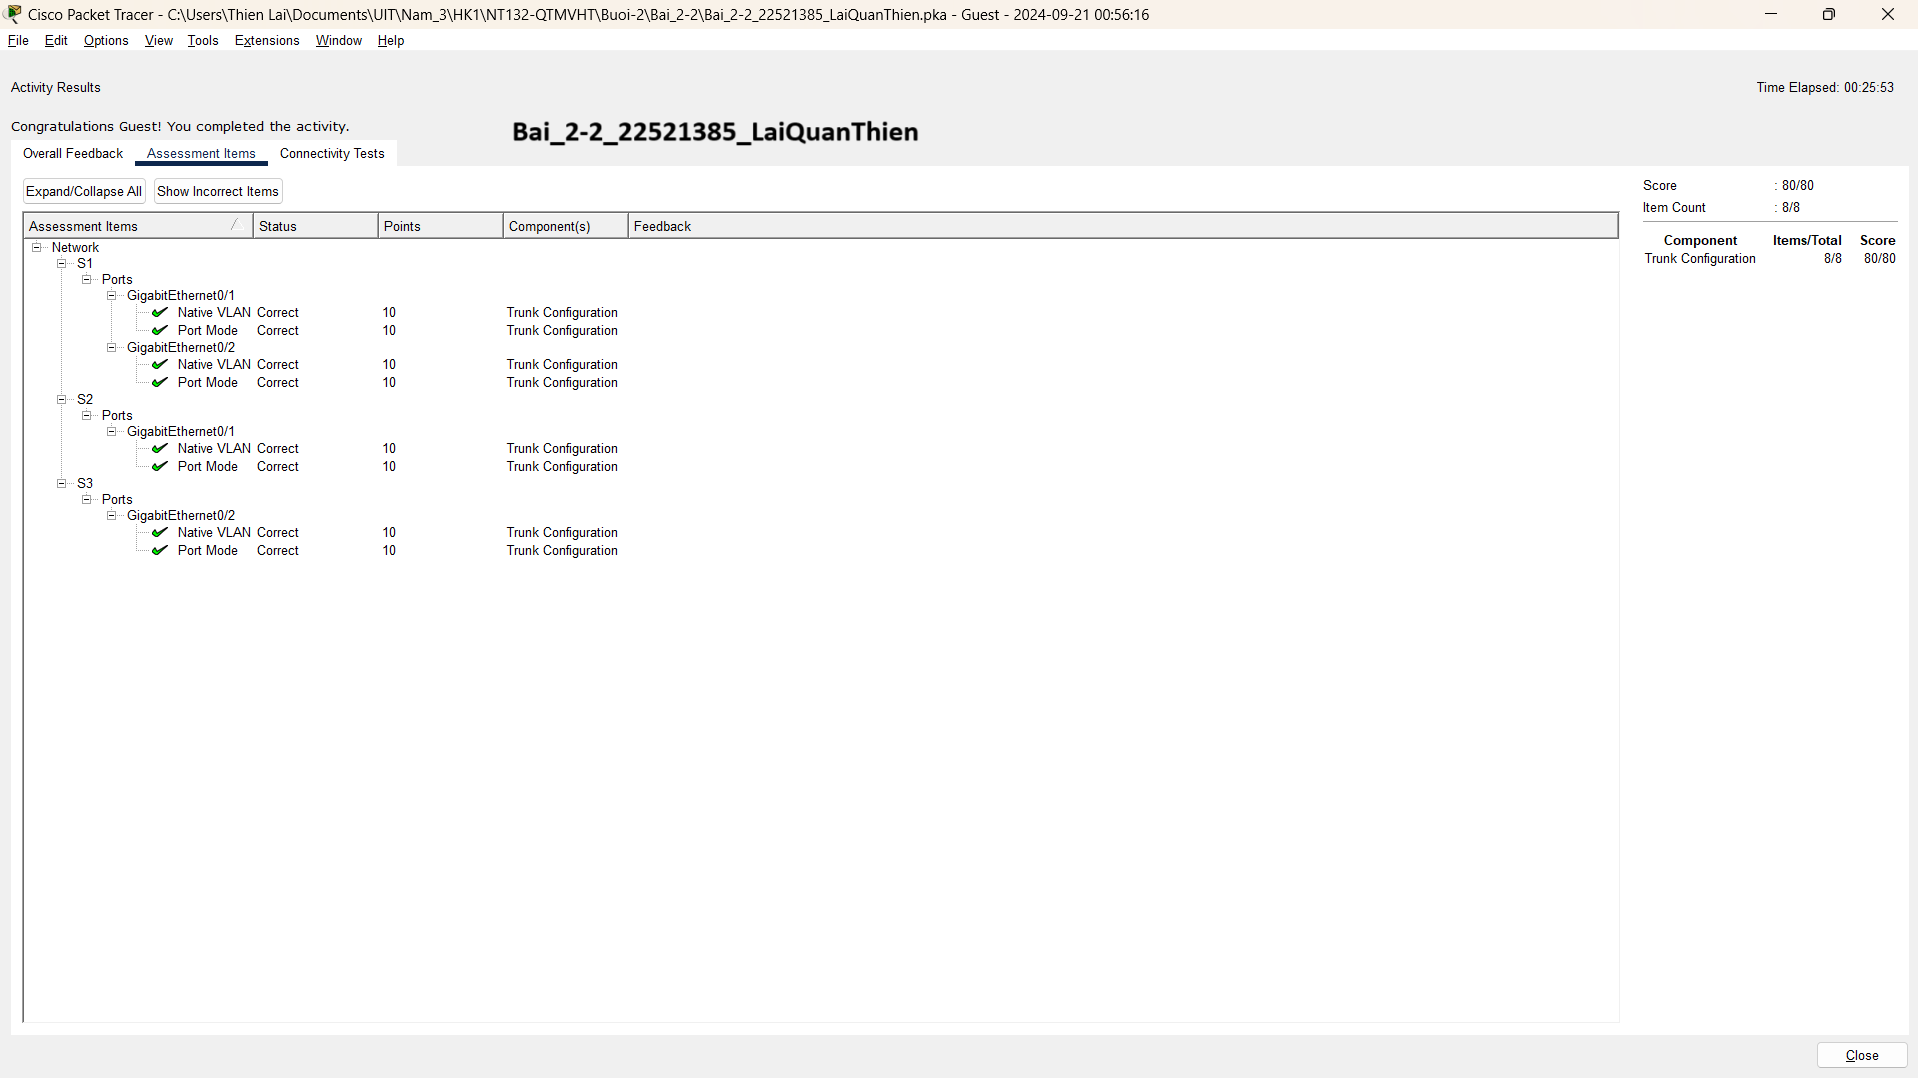 Cisco Packet Tracer - C:\Users\Thien Lai\Documents\UIT\Nam_3\HK1\NT132-QTMVHT\Buoi-2\Bai_2-2\Bai_2-2_22521385_LaiQuanThien.pka - Guest - 2024-09-21 00:56:16
File Edit Options View Tools Extensions Window Help
Activity Results Time Elapsed: 00:25:53
Congratulations Guest! You completed the activity.
Bai_2-2_22521385_LaiQuanThien
Overall Feedback Assessment Items Connectivity Tests
Expand/Collapse All Show Incorrect Items
Assessment Items Status Points Component(s) Feedback
Network
S1
Ports
GigabitEthernet0/1
Native VLAN Correct 10 Trunk Configuration
Port Mode Correct 10 Trunk Configuration
GigabitEthernet0/2
Native VLAN Correct 10 Trunk Configuration
Port Mode Correct 10 Trunk Configuration
S2
Ports
GigabitEthernet0/1
Native VLAN Correct 10 Trunk Configuration
Port Mode Correct 10 Trunk Configuration
S3
Ports
GigabitEthernet0/2
Native VLAN Correct 10 Trunk Configuration
Port Mode Correct 10 Trunk Configuration
Score : 80/80
Item Count : 8/8
Component Items/Total Score
Trunk Configuration 8/8 80/80
Close